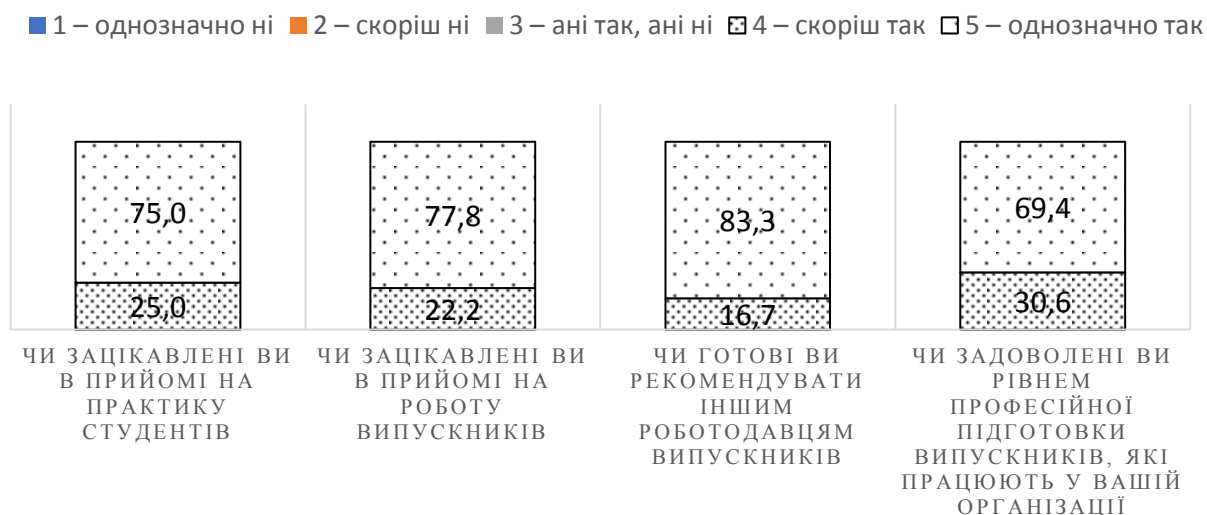 1 – однозначно ні 2 – скоріш ні 3 – ані так, ані ні 4 – скоріш так 5 – однозначно так
75,0
77,8
83,3
69,4
25,0
22,2
16,7
30,6
ЧИ ЗАЦІКАВЛЕНІ ВИ
В ПРИЙОМІ НА
ПРАКТИКУ
СТУДЕНТІВ
ЧИ ЗАЦІКАВЛЕНІ ВИ
В ПРИЙОМІ НА
РОБОТУ
ВИПУСКНИКІВ
ЧИ ГОТОВІ ВИ
РЕКОМЕНДУВАТИ
ІНШИМ
РОБОТОДАВЦЯМ
ВИПУСКНИКІВ
ЧИ ЗАДОВОЛЕНІ ВИ
РІВНЕМ
ПРОФЕСІЙНОЇ
ПІДГОТОВКИ
ВИПУСКНИКІВ, ЯКІ
ПРАЦЮЮТЬ У ВАШІЙ
ОРГАНІЗАЦІЇ